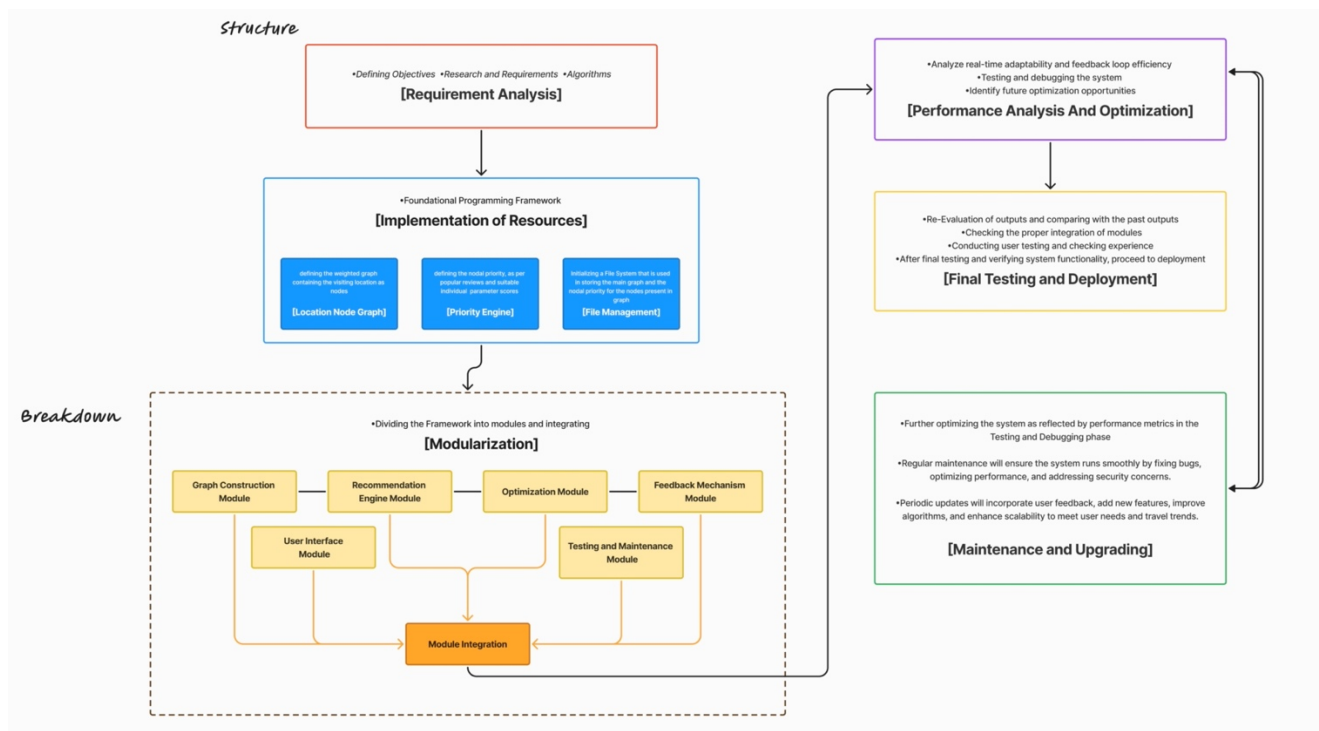 Structure
•Defining Objectives •Research and Requirements •Algorithms
[Requirement Analysis]
•Foundational Programming Framework
[Implementation of Resources]
defining the weighted graph
containing the visiting location as
nodes
[Location Node Graph]
defining the nodal priority, as per
popular reviews and suitable
individual parameter scores
[Priority Engine]
Initializing a File System that is used
in storing the main graph and the
nodal priority for the nodes present in
graph
[File Management]
Breakdown
•Dividing the Framework into modules and integrating
[Modularization]
Graph Construction
Module
Recommendation
Engine Module
Optimization Module
Feedback Mechanism
Module
User Interface
Module
Testing and Maintenance
Module
Module Integration
•Analyze real-time adaptability and feedback loop efficiency
•Testing and debugging the system
•Identify future optimization opportunities
[Performance Analysis And Optimization]
•Re-Evaluation of outputs and comparing with the past outputs
•Checking the proper integration of modules
•Conducting user testing and checking experience
•After final testing and verifying system functionality, proceed to deployment
[Final Testing and Deployment]
•Further optimizing the system as reflected by performance metrics in the
Testing and Debugging phase
•Regular maintenance will ensure the system runs smoothly by fixing bugs,
optimizing performance, and addressing security concerns.
•Periodic updates will incorporate user feedback, add new features, improve
algorithms, and enhance scalability to meet user needs and travel trends.
[Maintenance and Upgrading]